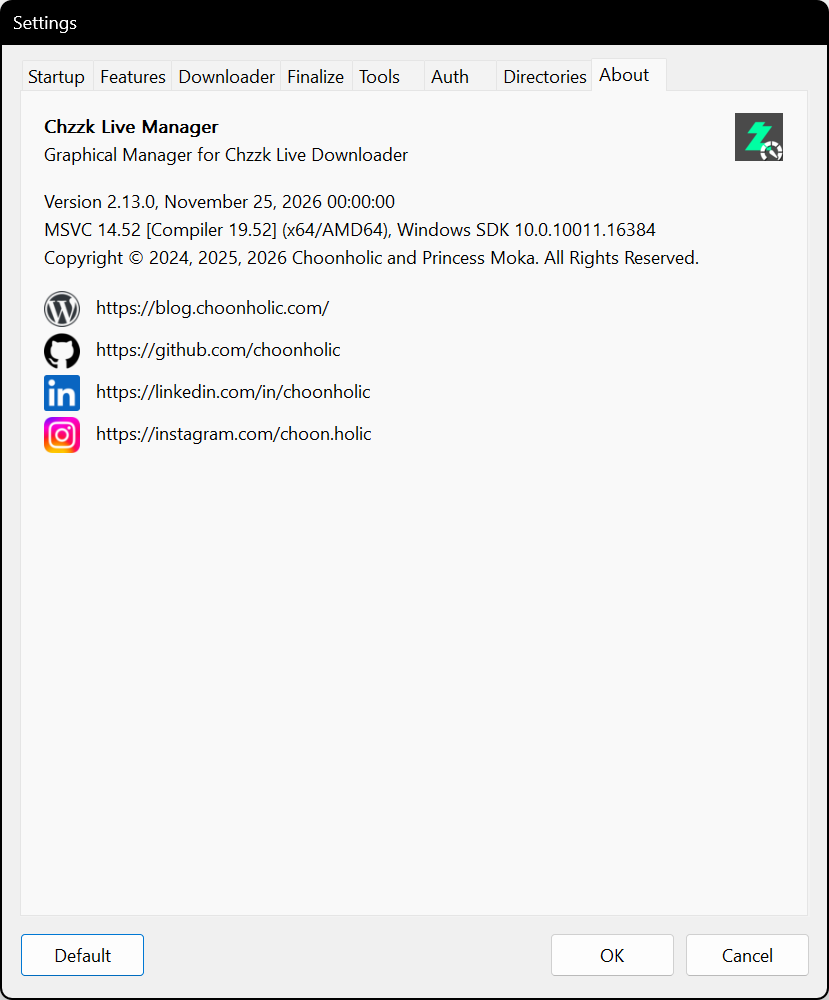 Settings
Startup Features Downloader Finalize Tools Auth Directories About
Chzzk Live Manager
Graphical Manager for Chzzk Live Downloader
Version 2.13.0, November 25, 2026 00:00:00
MSVC 14.52 [Compiler 19.52] (x64/AMD64), Windows SDK 10.0.10011.16384
Copyright © 2024, 2025, 2026 Choonholic and Princess Moka. All Rights Reserved.
https://blog.choonholic.com/
https://github.com/choonholic
https://linkedin.com/in/choonholic
https://instagram.com/choon.holic
Default OK Cancel